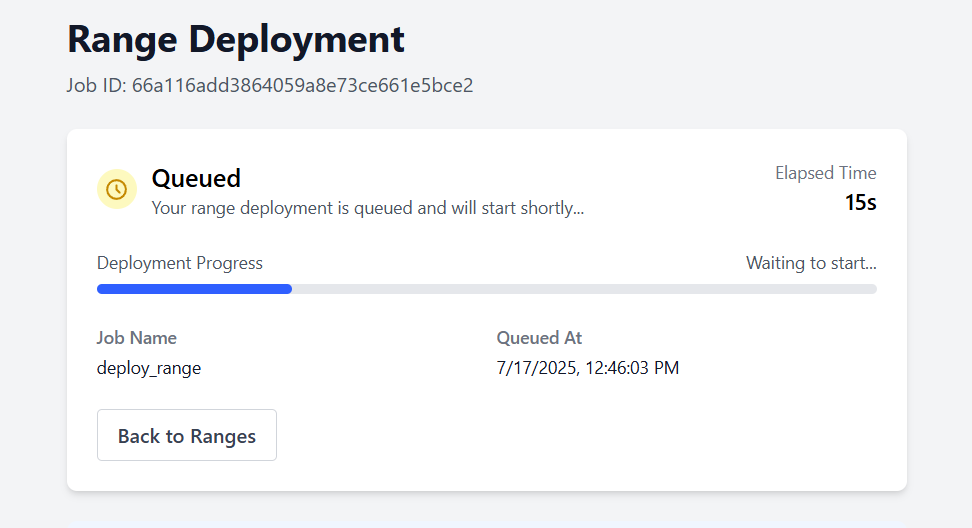 Range Deployment
Job ID: 66a116add3864059a8e73ce661e5bce2
Queued
Your range deployment is queued and will start shortly...
Elapsed Time
15s
Deployment Progress
Waiting to start...
Job Name
deploy_range
Queued At
7/17/2025, 12:46:03 PM
Back to Ranges